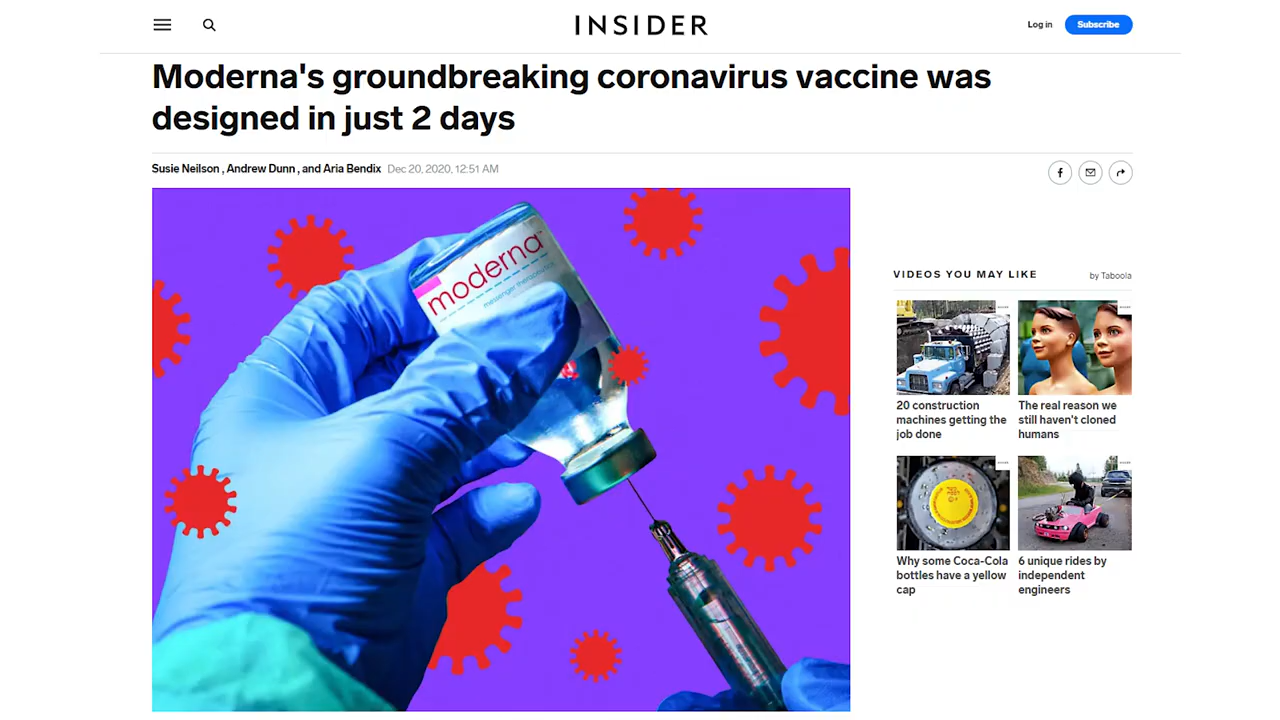 INSIDER
Log in
Subscribe
Moderna's groundbreaking coronavirus vaccine was
designed in just 2 days
Susie Neilson , Andrew Dunn , and Aria Bendix Dec 20, 2020, 12:51 AM
moderna
messenger therapeutics
VIDEOS YOU MAY LIKE
by Taboola
20 construction
machines getting the
job done
The real reason we
still haven't cloned
humans
Why some Coca-Cola
bottles have a yellow
cap
6 unique rides by
independent
engineers